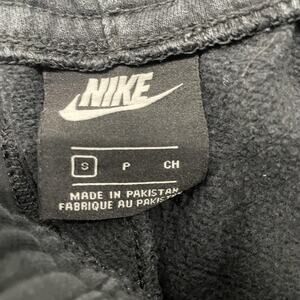 NIKE
S P CH
MADE IN PAKISTAN
FABRIQUE AU PAKISTAN